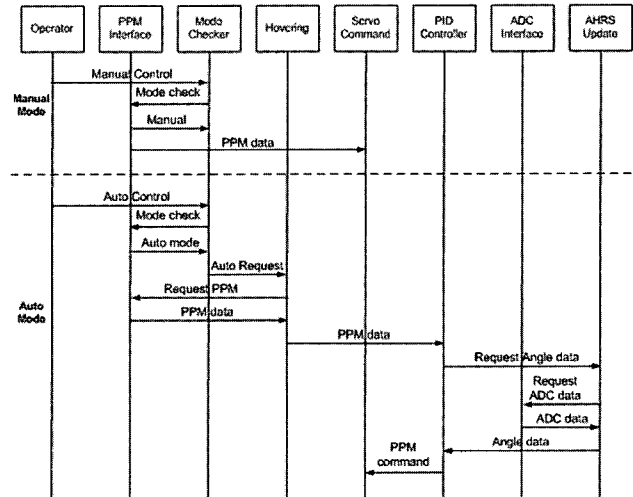 Operator
PPM
Interface
Mode
Checker
Hovering
Servo
Command
PID
Controller
ADC
Interface
AHRS
Update
Manual
Mode
Manual Control
Mode check
Manual
PPM data
Auto Control
Mode check
Auto mode
Auto Request
Request PPM
Auto
Mode
PPM data
PPM data
Request Angle data
Request
ADC data
ADC data
Angle data
PPM
command